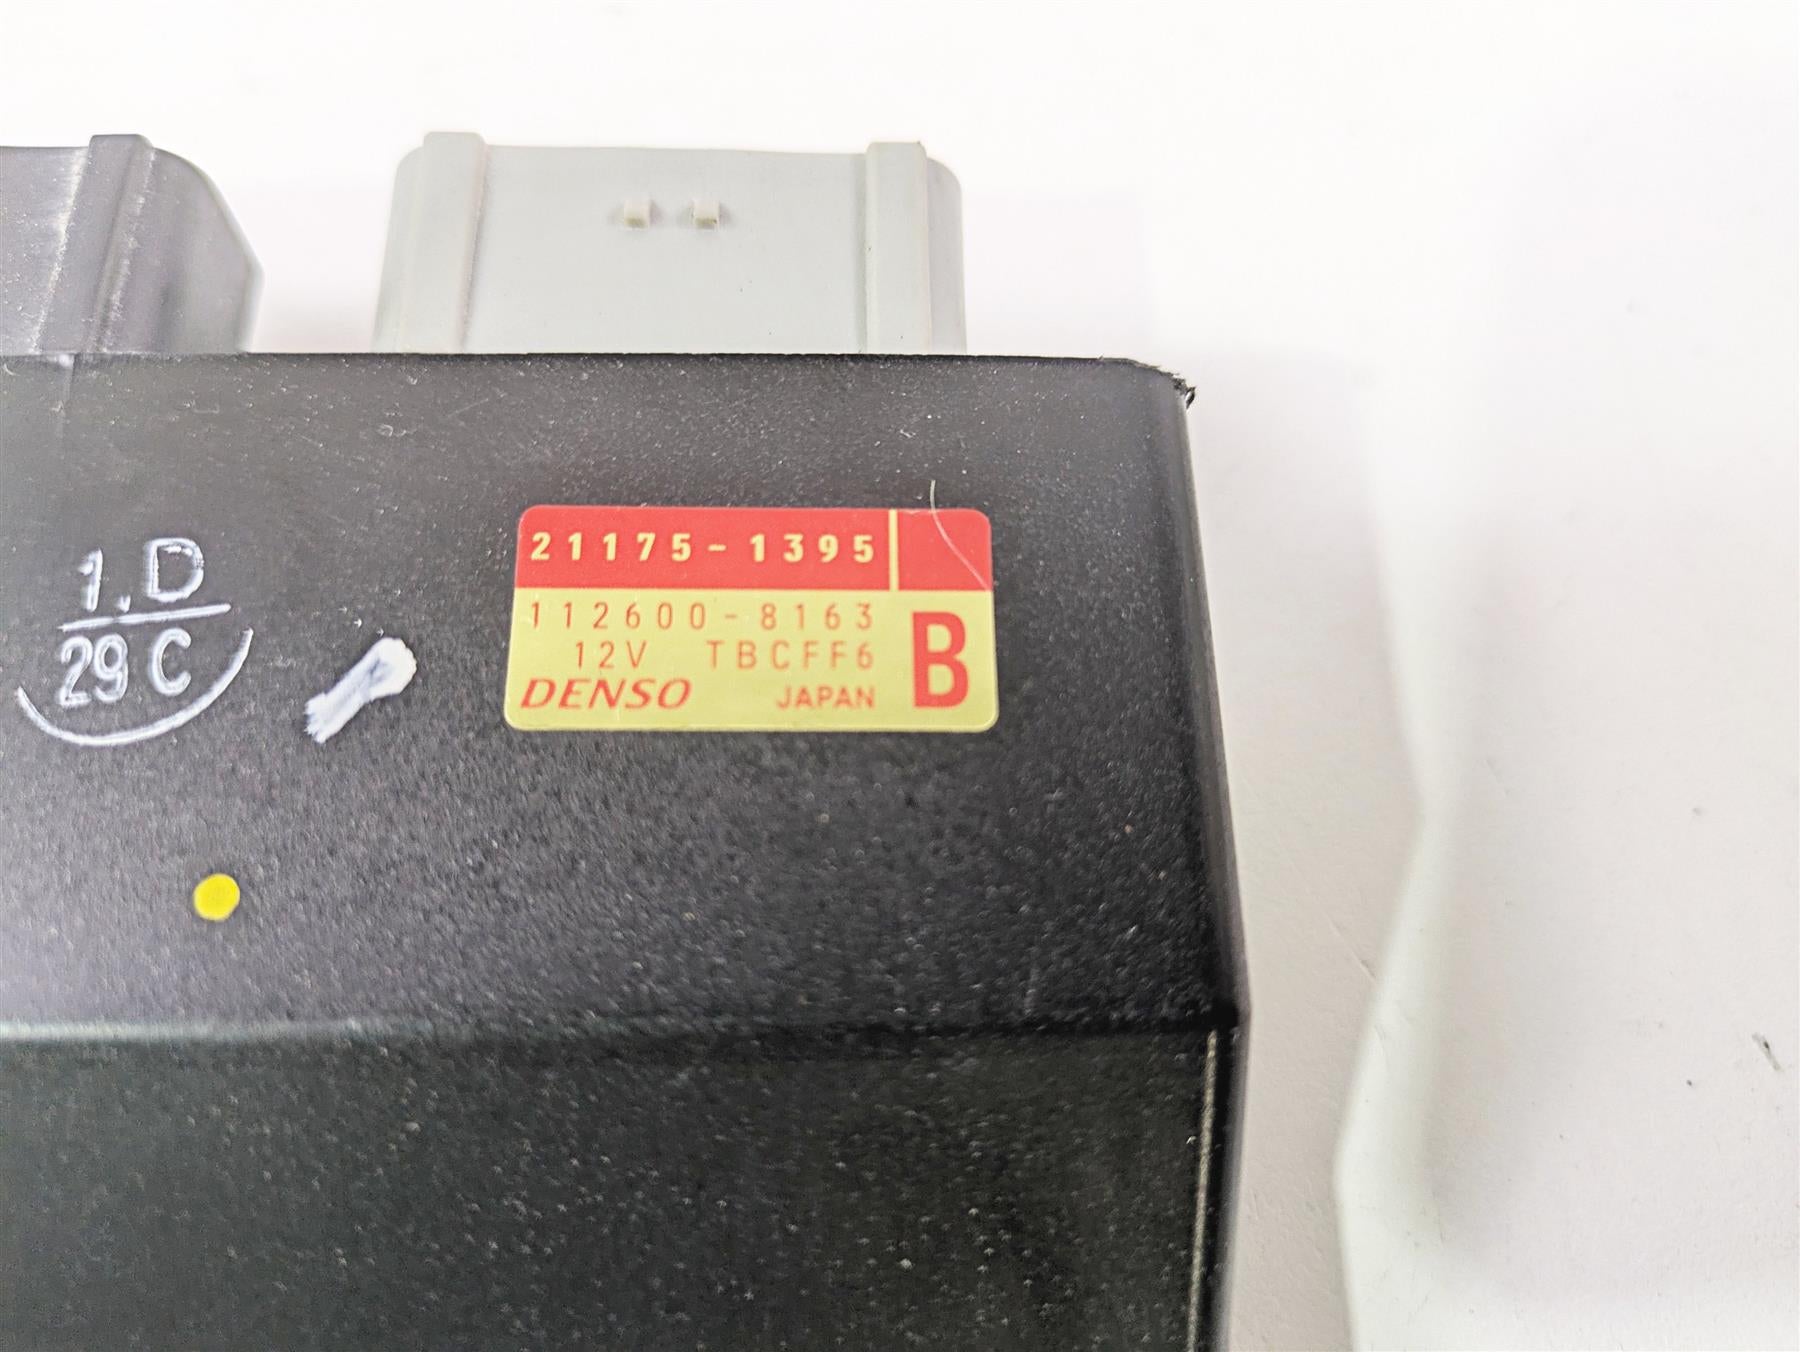 21175-1395
112600-8163
12V TBCFF6
DENSO JAPAN
B
1.D
29 C